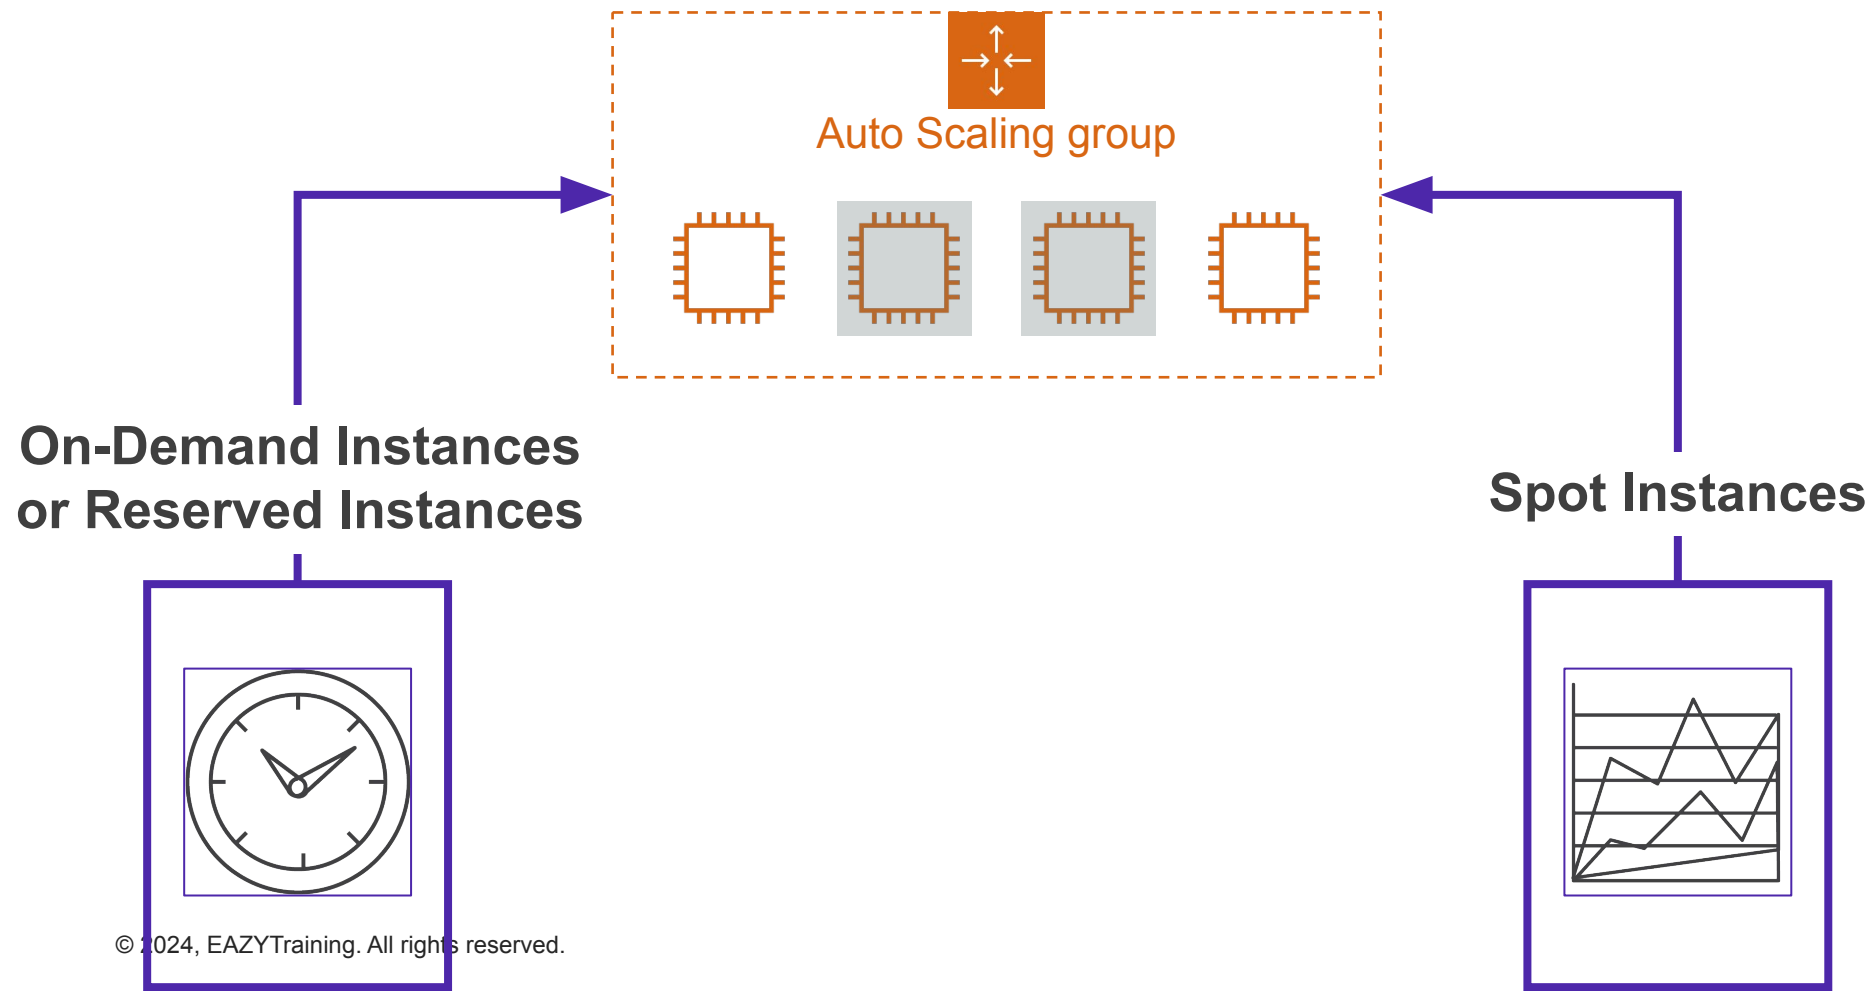 Auto Scaling group
On-Demand Instances
or Reserved Instances
Spot Instances
© 2024, EAZYTraining. All rights reserved.